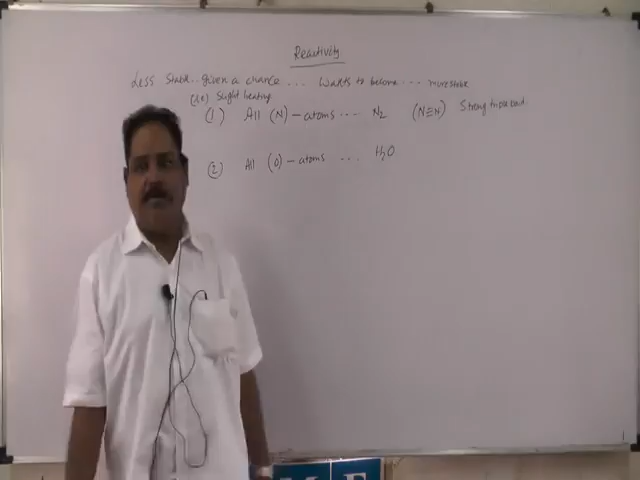 Reactivity
Less Stable.. given a chance ... Wants to become ... more stable
(or) Slight heating
(1) All (N) - atoms .... N2 (N≡N) Strong triple bond
(2) All (O) - atoms ... H2O